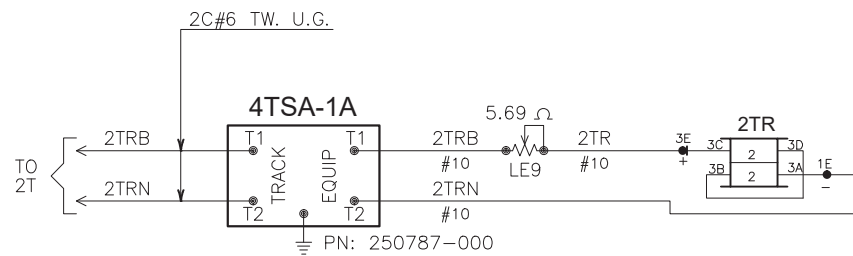 2C#6 TW. U.G.
4TSA-1A
5.69 Ω
2TR
TO
2T
2TRB
2TRN
T1
T2
TRACK
EQUIP
T1
T2
2TRB
#10
LE9
2TR
#10
3E
+
3C
3B
2
2
3D
3A
1E
-
2TRN
#10
PN: 250787-000